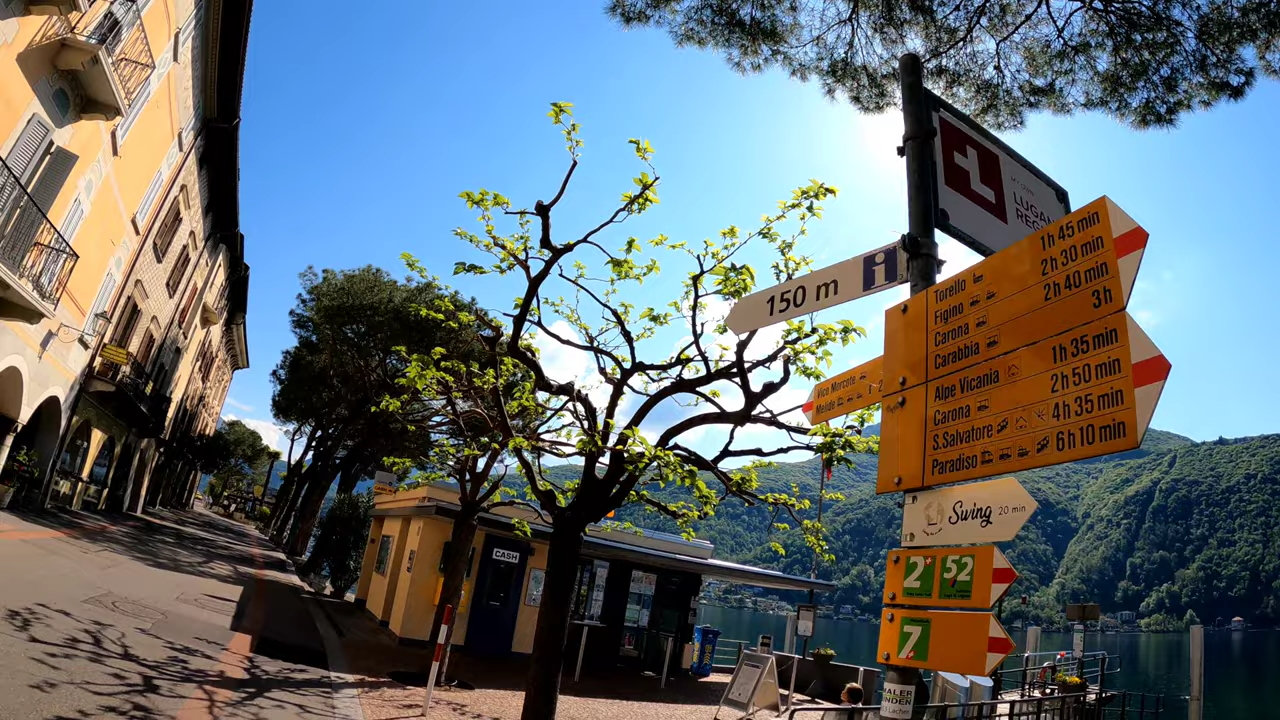 LUGAN
REG
150 m i
Torello 1h 45 min
Figino 2h 30 min
Carona 2h 40 min
Carabbia 3h
Alpe Vicania 1h 35 min
Carona 2h 50 min
S.Salvatore 4h 35 min
Paradiso 6h 10 min
Vico Morcote
Melide
Swing 20 min
2 52
7
CASH